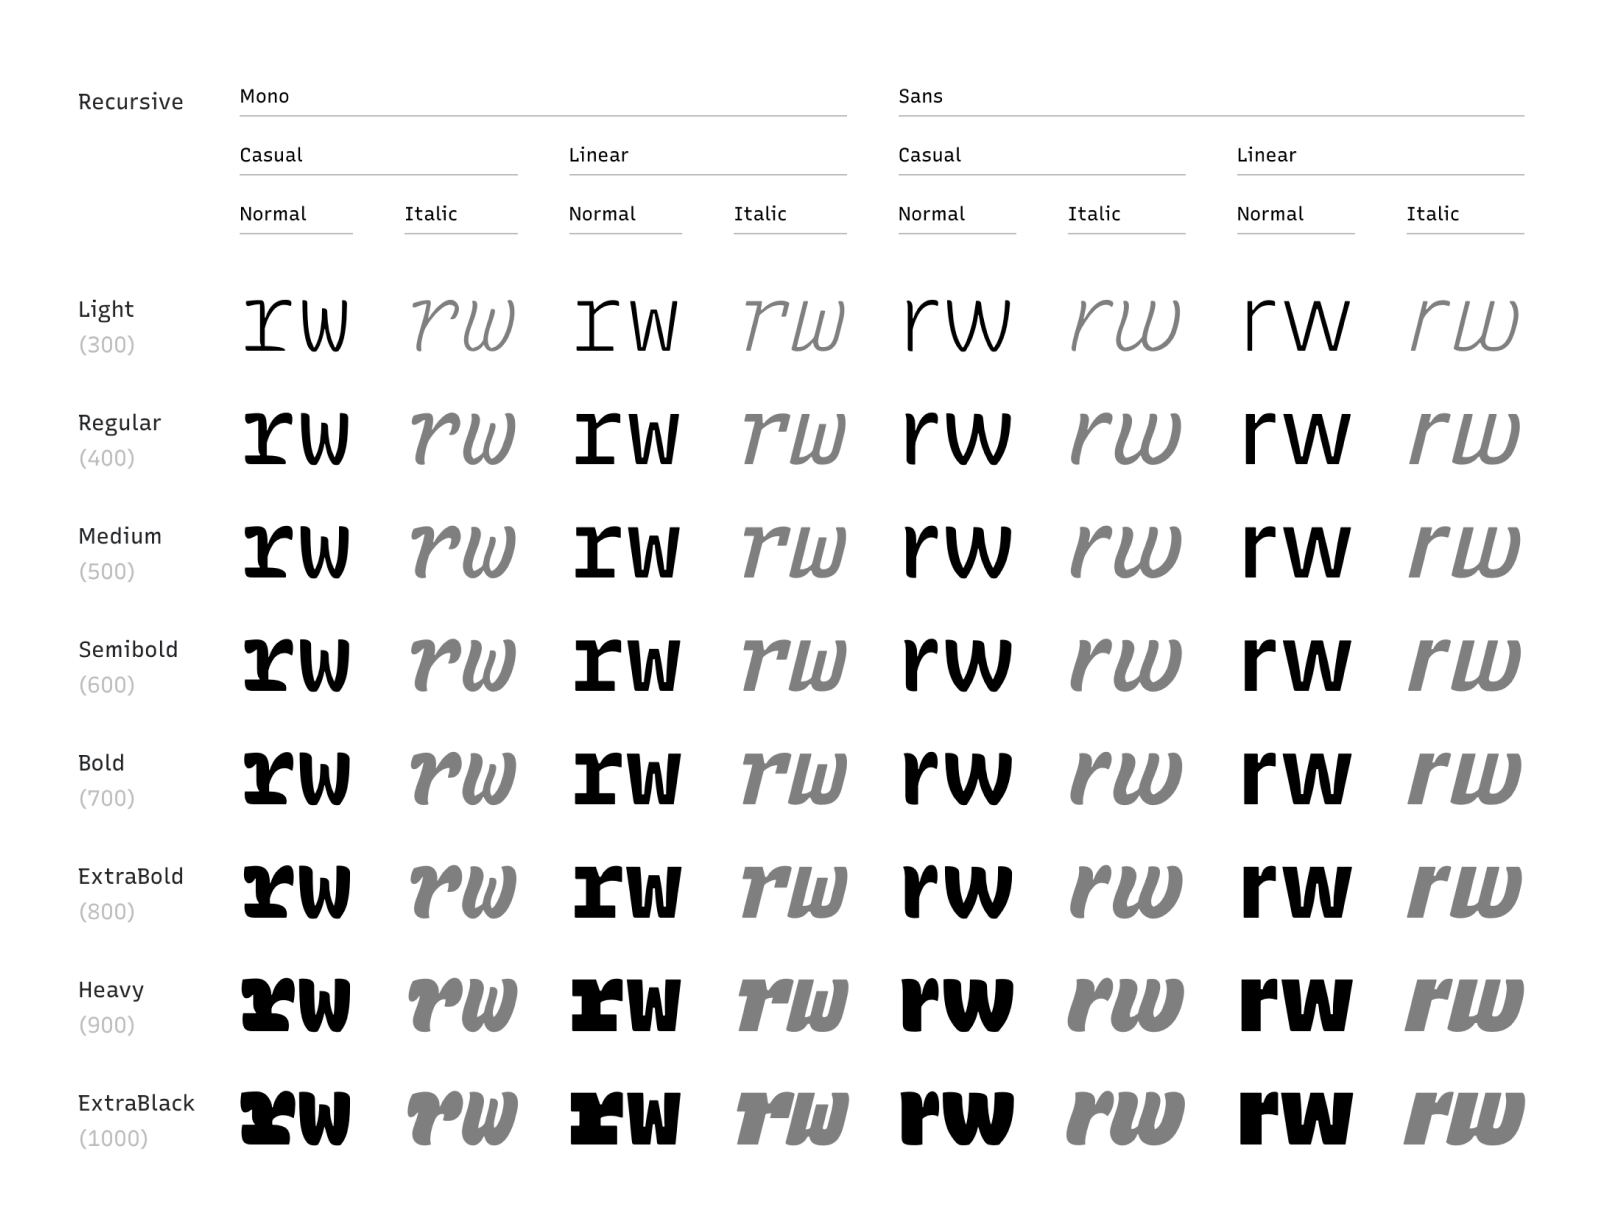 Recursive Mono Sans
Casual Linear Casual Linear
Normal Italic Normal Italic Normal Italic Normal Italic
Light rw rw rw rw rw rw rw rw
(300)
Regular rw rw rw rw rw rw rw rw
(400)
Medium rw rw rw rw rw rw rw rw
(500)
Semibold rw rw rw rw rw rw rw rw
(600)
Bold rw rw rw rw rw rw rw rw
(700)
ExtraBold rw rw rw rw rw rw rw rw
(800)
Heavy rw rw rw rw rw rw rw rw
(900)
ExtraBlack rw rw rw rw rw rw rw rw
(1000)